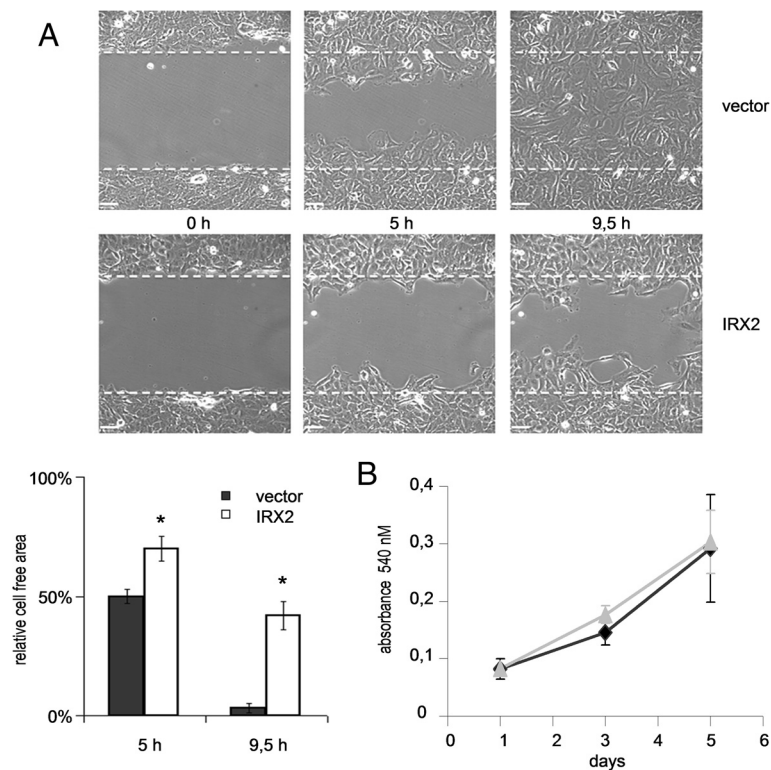 A
vector
0 h 5 h 9,5 h
IRX2
100%
50%
0%
relative cell free area
vector
IRX2
*
*
5 h 9,5 h
B
0,4
0,3
0,2
0,1
0
absorbance 540 nM
0 1 2 3 4 5 6
days